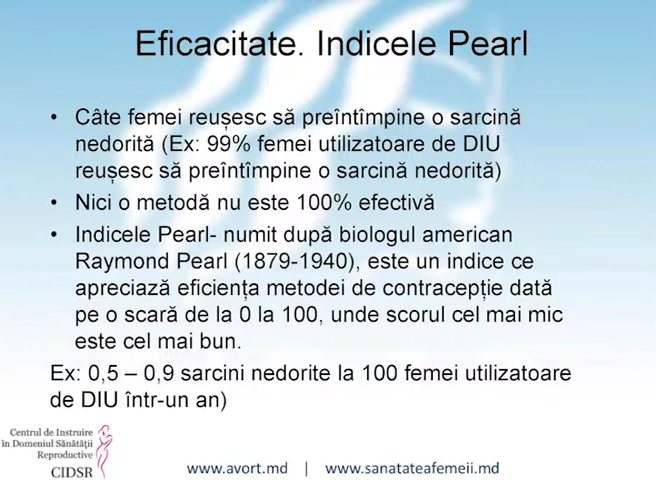 Eficacitate. Indicele Pearl
• Câte femei reușesc să preîntîmpine o sarcină
nedorită (Ex: 99% femei utilizatoare de DIU
reușesc să preîntîmpine o sarcină nedorită)
• Nici o metodă nu este 100% efectivă
• Indicele Pearl- numit după biologul american
Raymond Pearl (1879-1940), este un indice ce
apreciază eficiența metodei de contracepție dată
pe o scară de la 0 la 100, unde scorul cel mai mic
este cel mai bun.
Ex: 0,5 – 0,9 sarcini nedorite la 100 femei utilizatoare
de DIU într-un an)
Centrul de Instruire
în Domeniul Sănătății
Reproductive
CIDSR
www.avort.md | www.sanatateafemeii.md